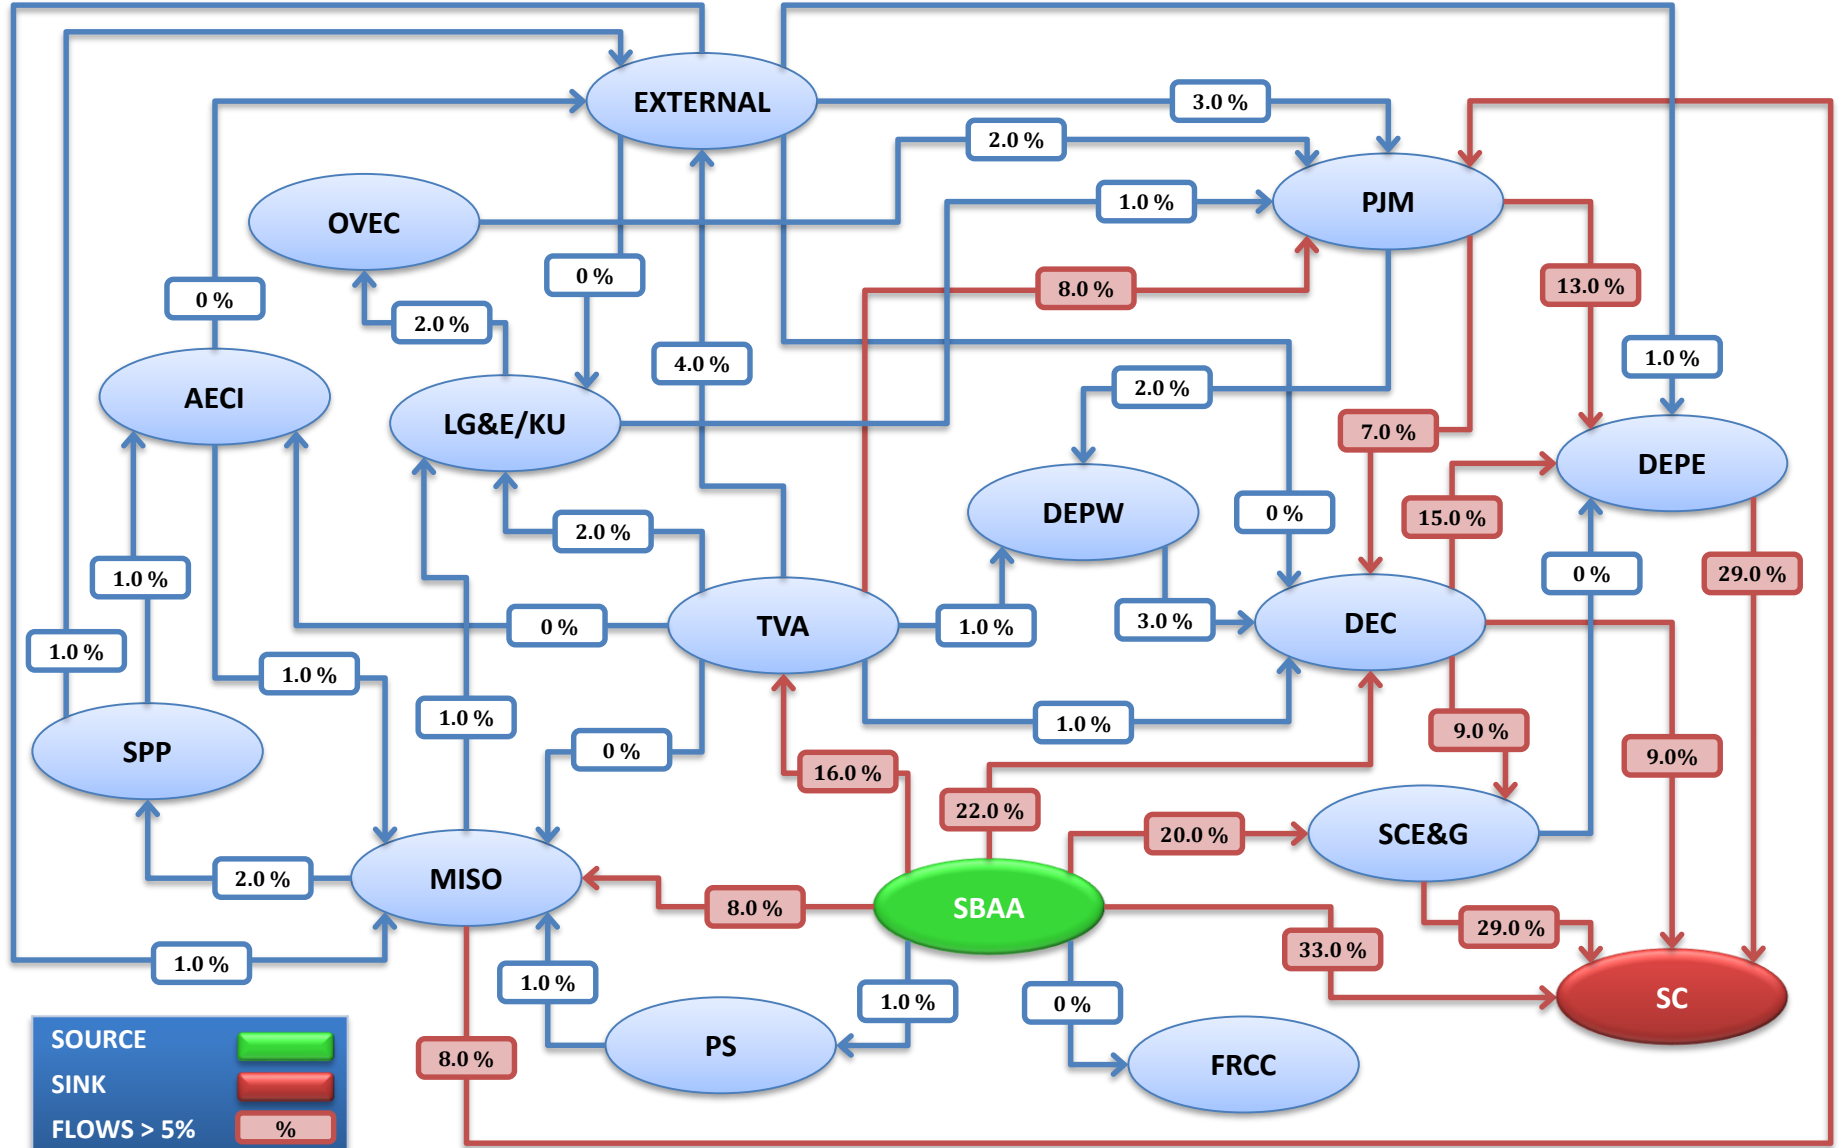 EXTERNAL
3.0 %
2.0 %
PJM
1.0 %
OVEC
0 %
8.0 %
13.0 %
0 %
2.0 %
4.0 %
1.0 %
2.0 %
AECI
LG&E/KU
7.0 %
DEPE
DEPW
0 %
15.0 %
2.0 %
1.0 %
0 %
29.0 %
0 %
TVA
1.0 %
3.0 %
DEC
1.0 %
1.0 %
1.0 %
1.0 %
9.0 %
SPP
0 %
16.0 %
9.0%
22.0 %
20.0 %
SCE&G
2.0 %
MISO
8.0 %
SBAA
29.0 %
33.0 %
1.0 %
1.0 %
1.0 %
0 %
SC
SOURCE
8.0 %
PS
FRCC
SINK
FLOWS > 5%
%